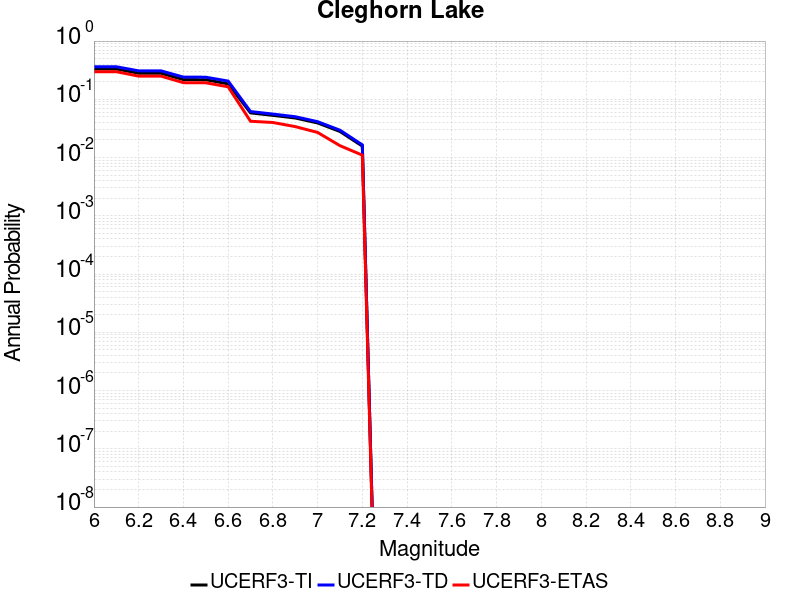 Cleghorn Lake
Annual Probability
10^0
10^-1
10^-2
10^-3
10^-4
10^-5
10^-6
10^-7
10^-8
6 6.2 6.4 6.6 6.8 7 7.2 7.4 7.6 7.8 8 8.2 8.4 8.6 8.8 9
Magnitude
UCERF3-TI UCERF3-TD UCERF3-ETAS